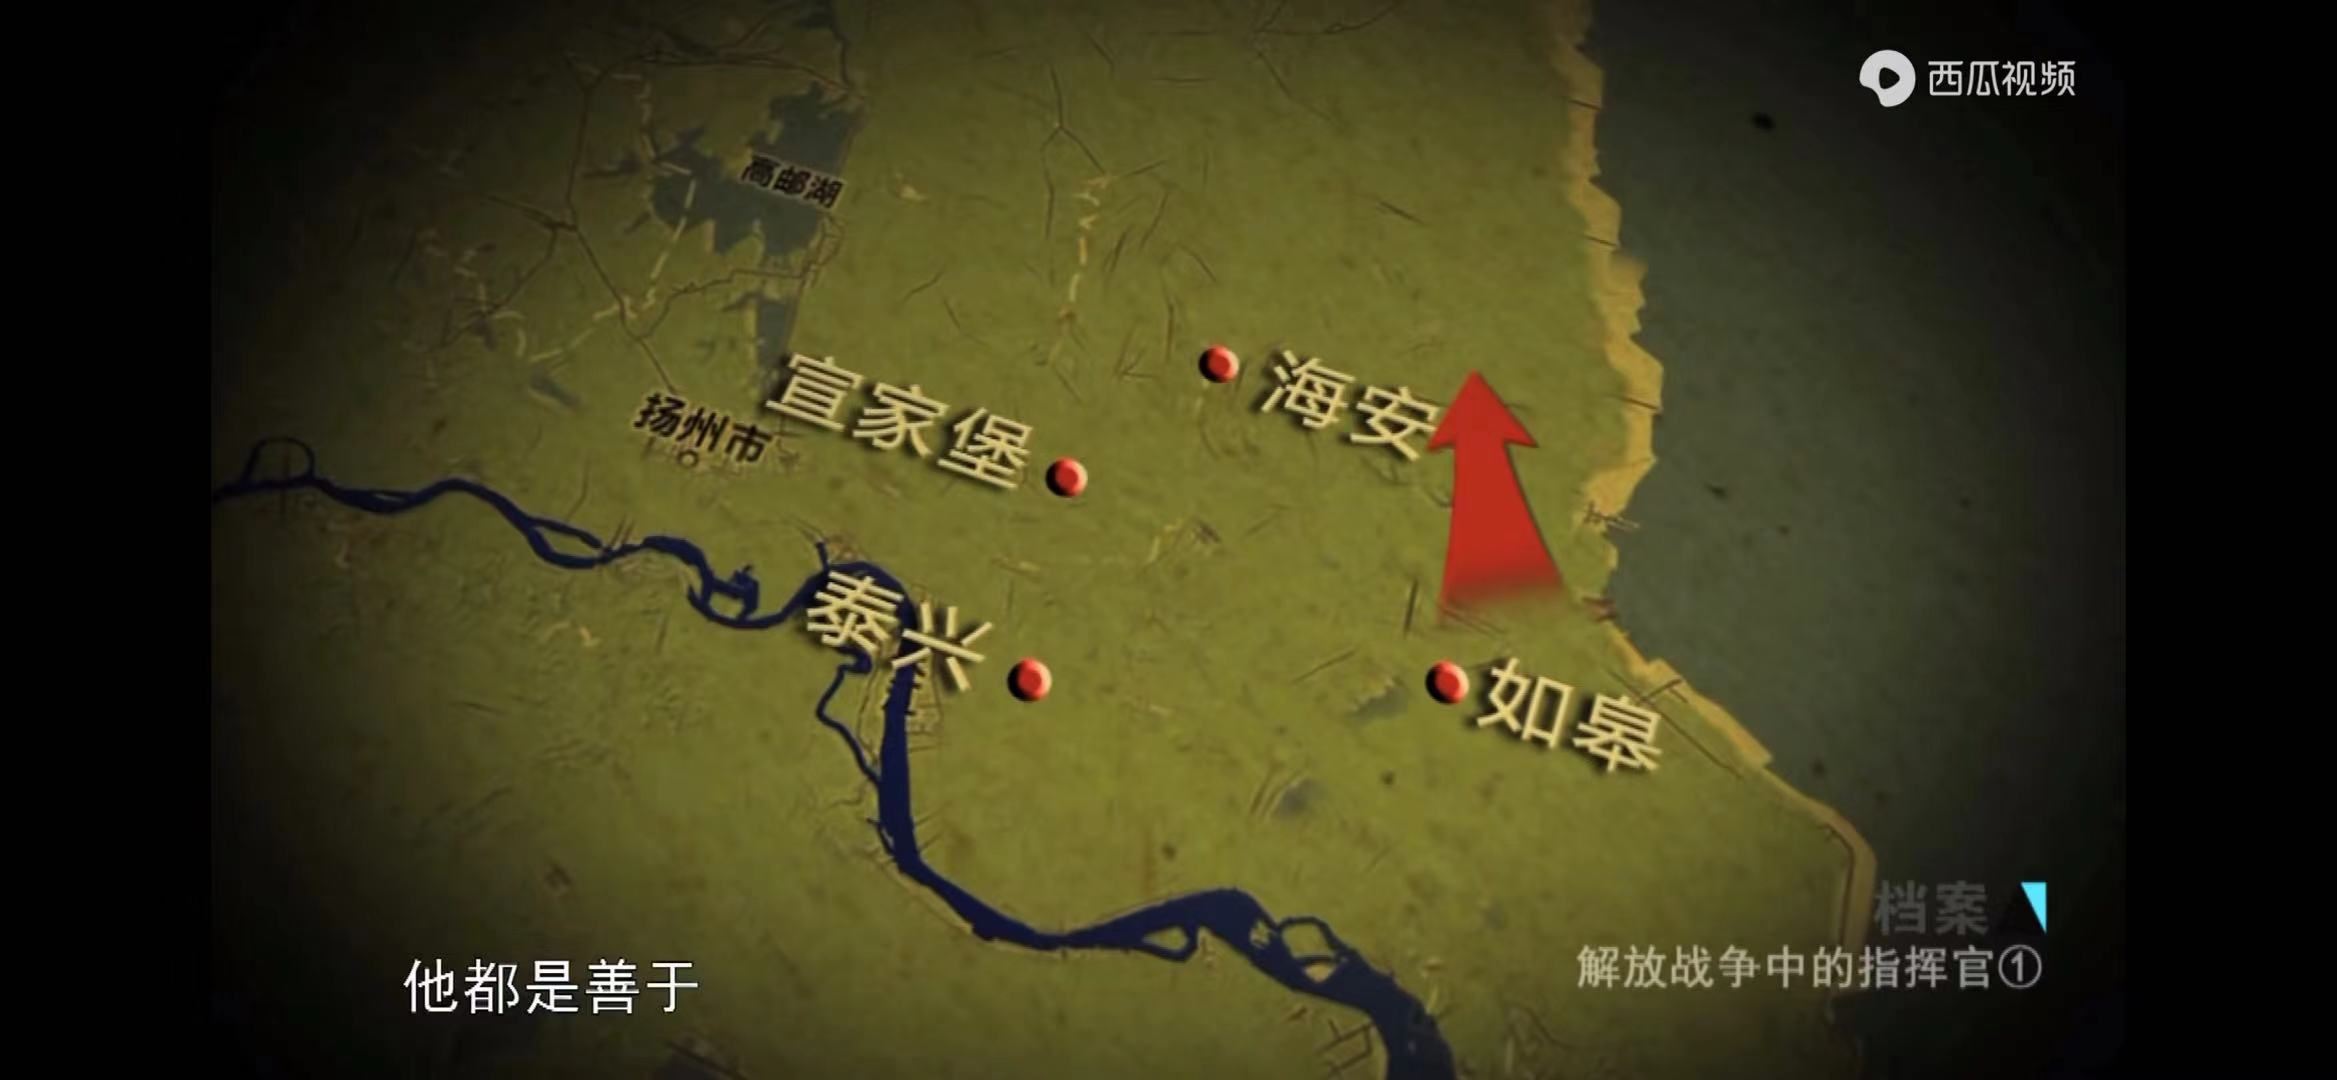 西瓜视频
高邮湖
宣家堡
海安
扬州市
泰兴
如皋
档案
解放战争中的指挥官①
他都是善于